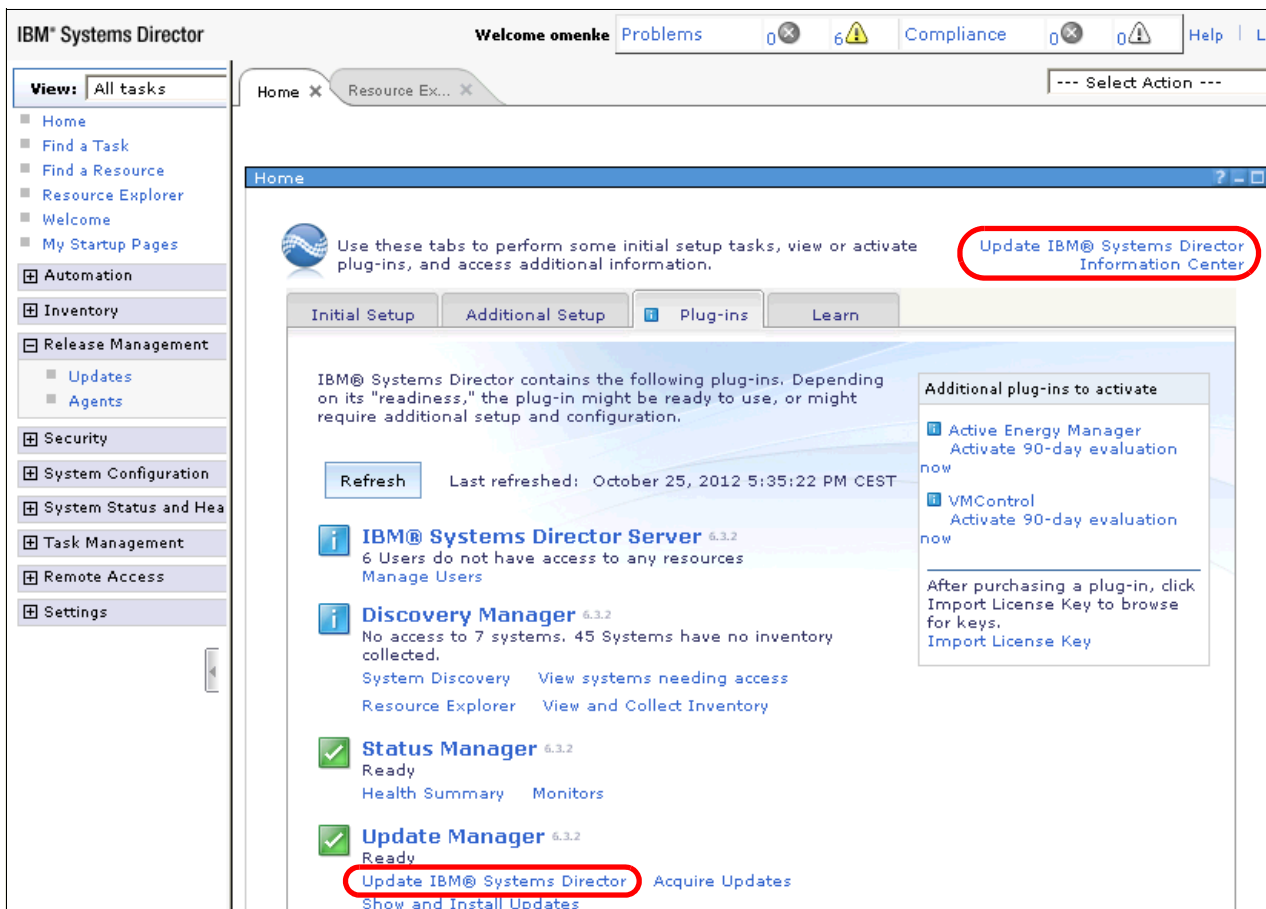 IBM® Systems Director
Welcome omenke Problems 0 6 Compliance 0 0 Help | L
View: All tasks
Home
Find a Task
Find a Resource
Resource Explorer
Welcome
My Startup Pages
Automation
Inventory
Release Management
Updates
Agents
Security
System Configuration
System Status and Hea
Task Management
Remote Access
Settings
Home Resource Ex...
--- Select Action ---
Home
Use these tabs to perform some initial setup tasks, view or activate
plug-ins, and access additional information.
Update IBM® Systems Director
Information Center
Initial Setup Additional Setup Plug-ins Learn
IBM® Systems Director contains the following plug-ins. Depending
on its "readiness," the plug-in might be ready to use, or might
require additional setup and configuration.
Refresh Last refreshed: October 25, 2012 5:35:22 PM CEST
IBM® Systems Director Server 6.3.2
6 Users do not have access to any resources
Manage Users
Discovery Manager 6.3.2
No access to 7 systems. 45 Systems have no inventory
collected.
System Discovery View systems needing access
Resource Explorer View and Collect Inventory
Status Manager 6.3.2
Ready
Health Summary Monitors
Update Manager 6.3.2
Ready
Update IBM® Systems Director Acquire Updates
Show and Install Updates
Additional plug-ins to activate
Active Energy Manager
Activate 90-day evaluation
now
VMControl
Activate 90-day evaluation
now
After purchasing a plug-in, click
Import License Key to browse
for keys.
Import License Key